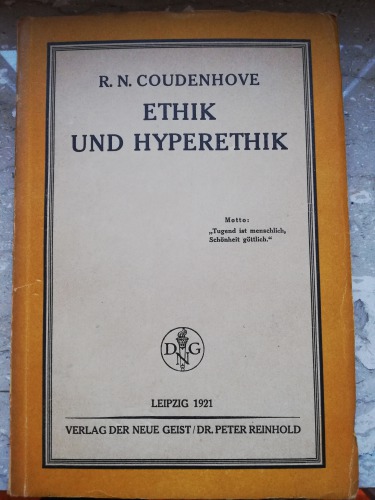 R. N. COUDENHOVE
ETHIK
UND HYPERETHIK
Motto:
„Tugend ist menschlich,
Schönheit göttlich.“
DNG
LEIPZIG 1921
VERLAG DER NEUE GEIST / DR. PETER REINHOLD